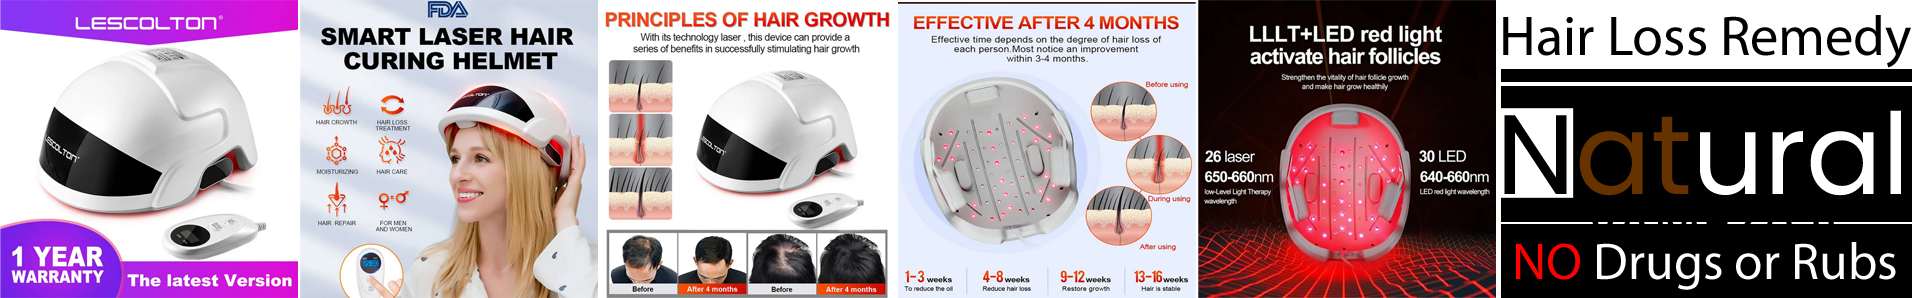 LESCOLTON®
LESCOLTON
1 YEAR
WARRANTY
The latest Version
FDA
SMART LASER HAIR
CURING HELMET
HAIR GROWTH
HAIR LOSS
TREATMENT
MOISTURIZING
HAIR CARE
HAIR REPAIR
FOR MEN
AND WOMEN
PRINCIPLES OF HAIR GROWTH
With its technology laser , this device can provide a
series of benefits in successfully stimulating hair growth
LESCOLTON
Before
After 4 months
Before
After 4 months
EFFECTIVE AFTER 4 MONTHS
Effective time depends on the degree of hair loss of
each person.Most notice an improvement
within 3-4 months.
Before using
During using
After using
1-3 weeks
To reduce the oil
4-8 weeks
Reduce hair loss
9-12 weeks
Restore growth
13-16 weeks
Hair is stable
LLLT+LED red light
activate hair follicles
Strengthen the vitality of hair follicle growth
and make hair grow healthily
26 laser
650-660nm
low-Level Light Therapy
wavelength
30 LED
640-660nm
LED red light wavelength
Hair Loss Remedy
Natural
NO Drugs or Rubs